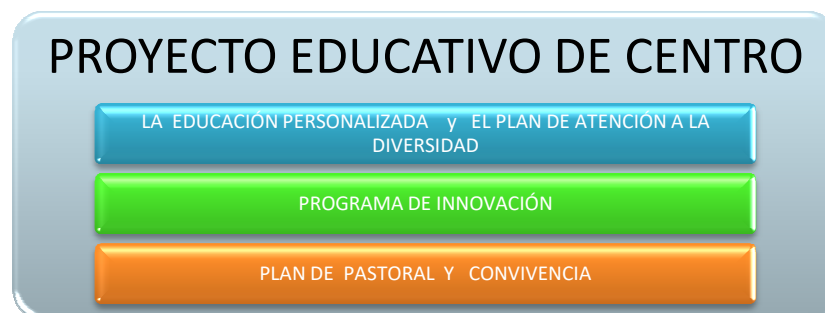 PROYECTO EDUCATIVO DE CENTRO
LA EDUCACIÓN PERSONALIZADA y EL PLAN DE ATENCIÓN A LA
DIVERSIDAD
PROGRAMA DE INNOVACIÓN
PLAN DE PASTORAL Y CONVIVENCIA